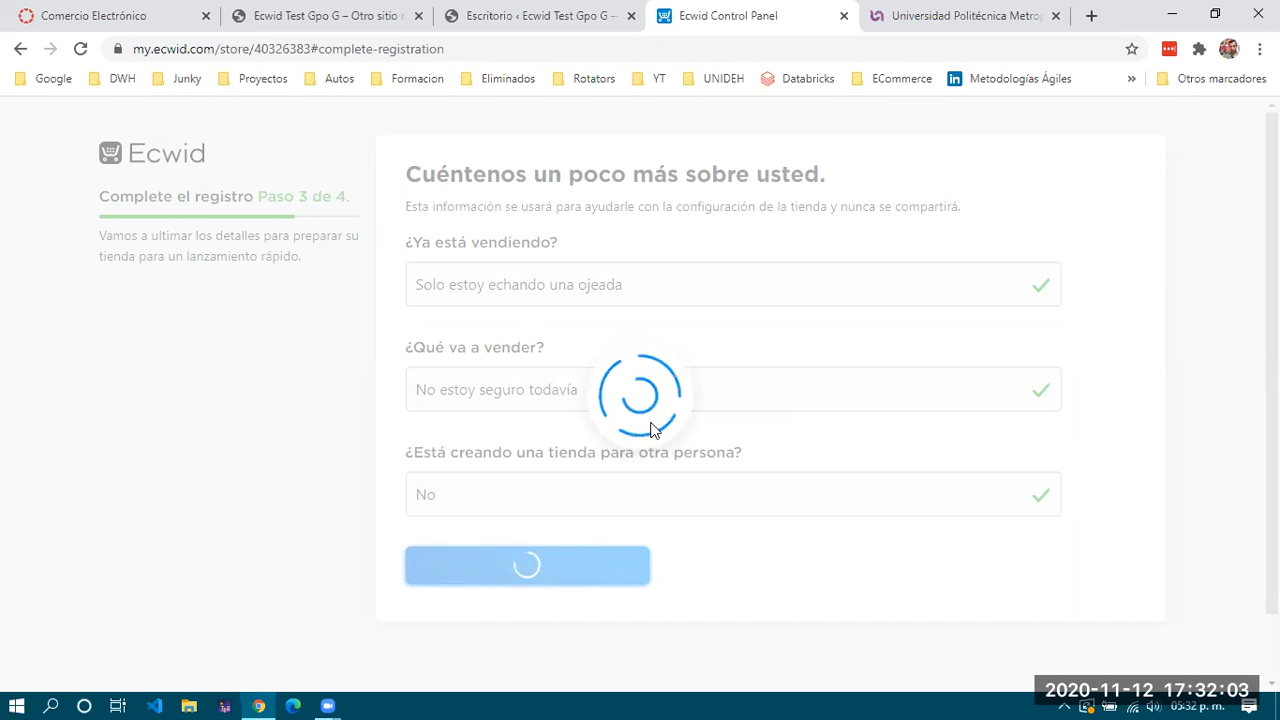 Comercio Electrónico
Ecwid Test Gpo G – Otro sitio
Escritorio ‹ Ecwid Test Gpo G —
Ecwid Control Panel
Universidad Politécnica Metrop
my.ecwid.com/store/40326383#complete-registration
Google
DWH
Junky
Proyectos
Autos
Formacion
Eliminados
Rotators
YT
UNIDEH
Databricks
ECommerce
Metodologías Ágiles
»
Otros marcadores
Ecwid
Complete el registro Paso 3 de 4.
Vamos a ultimar los detalles para preparar su
tienda para un lanzamiento rápido.
Cuéntenos un poco más sobre usted.
Esta información se usará para ayudarle con la configuración de la tienda y nunca se compartirá.
¿Ya está vendiendo?
Solo estoy echando una ojeada
¿Qué va a vender?
No estoy seguro todavía
¿Está creando una tienda para otra persona?
No
2020-11-12 17:32:03
05:32 p. m.